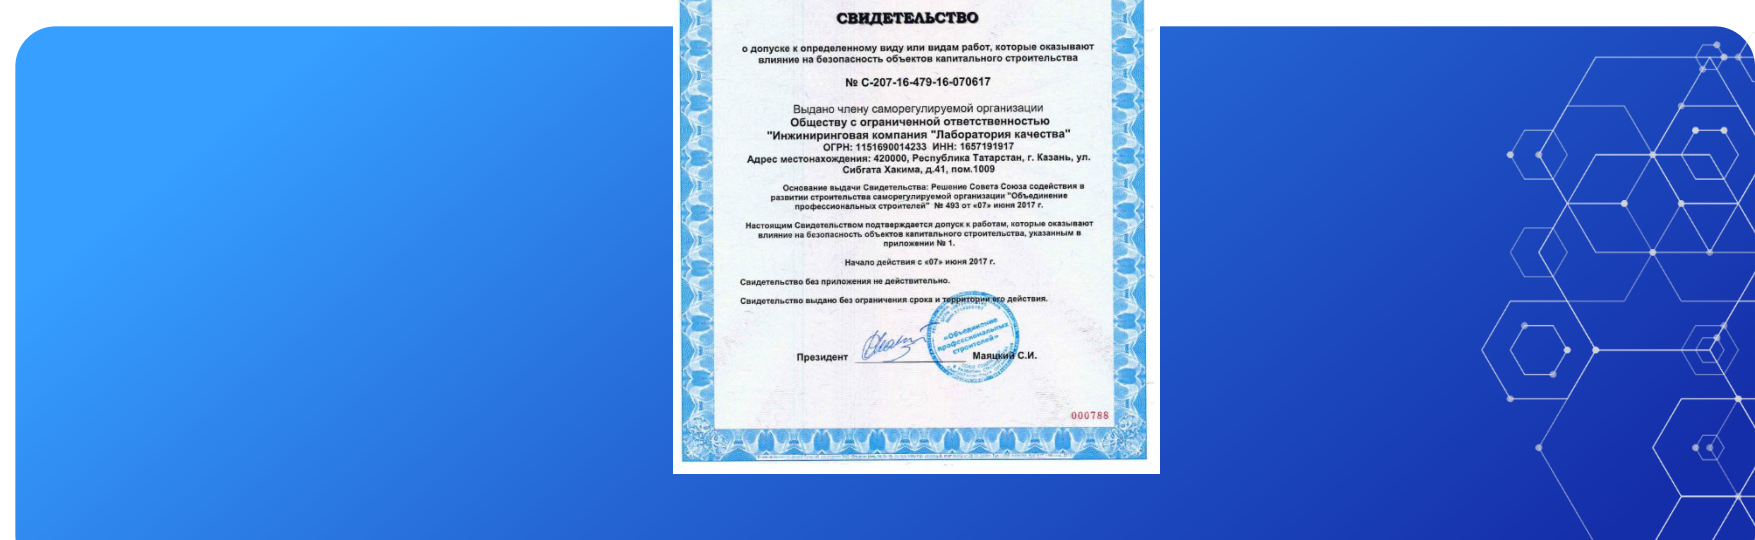 СВИДЕТЕЛЬСТВО
о допуске к определенному виду или видам работ, которые оказывают
влияние на безопасность объектов капитального строительства
№ С-207-16-479-16-070617
Выдано члену саморегулируемой организации
Обществу с ограниченной ответственностью
"Инжиниринговая компания "Лаборатория качества"
ОГРН: 1151690014233 ИНН: 1657191917
Адрес местонахождения: 420000, Республика Татарстан, г. Казань, ул.
Сибгата Хакима, д.41, пом.1009
Основание выдачи Свидетельства: Решение Совета Союза содействия в
развитии строительства саморегулируемой организации "Объединение
профессиональных строителей" № 493 от «07» июня 2017 г.
Настоящим Свидетельством подтверждается допуск к работам, которые оказывают
влияние на безопасность объектов капитального строительства, указанным в
приложении № 1.
Начало действия с «07» июня 2017 г.
Свидетельство без приложения не действительно.
Свидетельство выдано без ограничения срока и территории его действия.
«Объединение
профессиональных
строителей»
Президент Маяцкий С.И.
000788